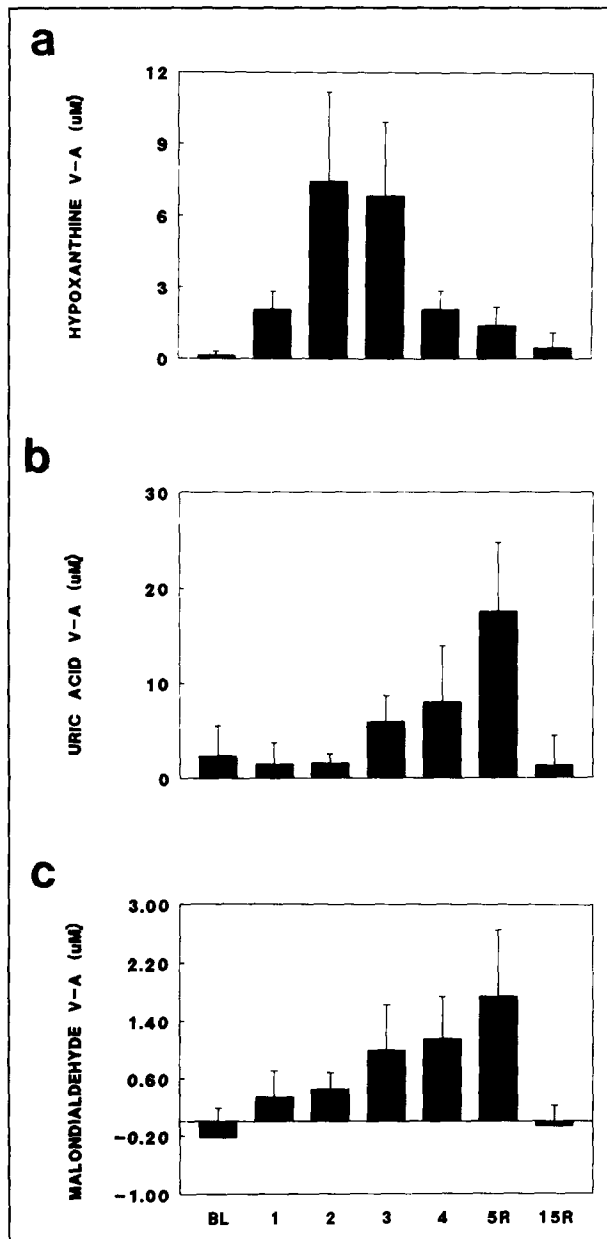 a
HYPOXANTHINE V-A (uM)
12
9
6
3
0
b
URIC ACID V-A (uM)
30
20
10
0
c
MALONDIALDEHYDE V-A (uM)
3.00
2.20
1.40
0.60
-0.20
-1.00
BL 1 2 3 4 5R 15R